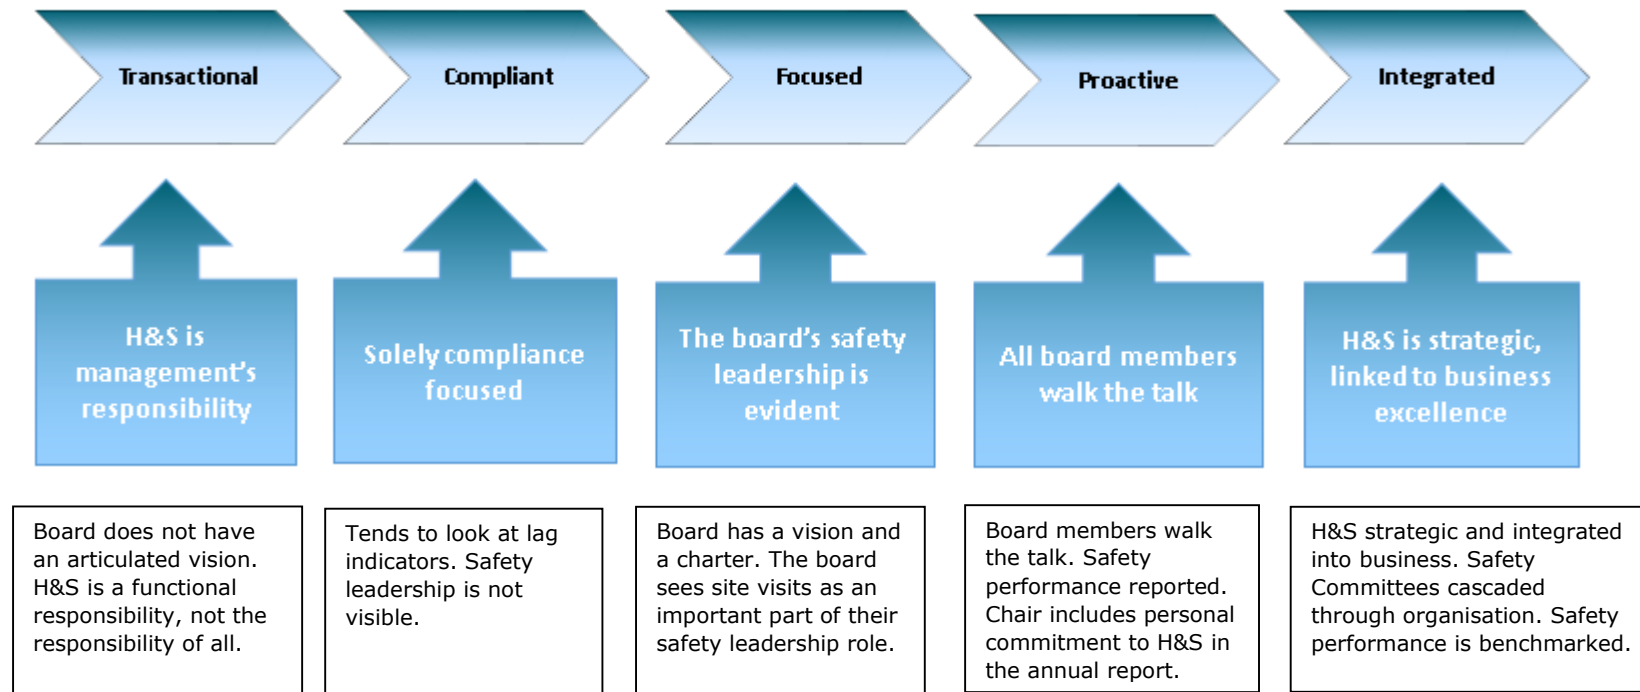 Transactional
Compliant
Focused
Proactive
Integrated
H&S is
management's
responsibility
Solely compliance
focused
The board's safety
leadership is
evident
All board members
walk the talk
H&S is strategic,
linked to business
excellence
Board does not have
an articulated vision.
H&S is a functional
responsibility, not the
responsibility of all.
Tends to look at lag
indicators. Safety
leadership is not
visible.
Board has a vision and
a charter. The board
sees site visits as an
important part of their
safety leadership role.
Board members walk
the talk. Safety
performance reported.
Chair includes personal
commitment to H&S in
the annual report.
H&S strategic and integrated
into business. Safety
Committees cascaded
through organisation. Safety
performance is benchmarked.